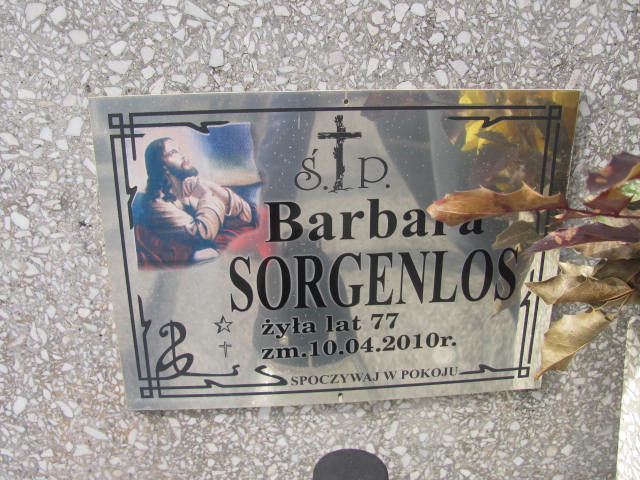 Ś. P.
Barbara
SORGENLOS
żyła lat 77
zm.10.04.2010r.
SPOCZYWAJ W POKOJU